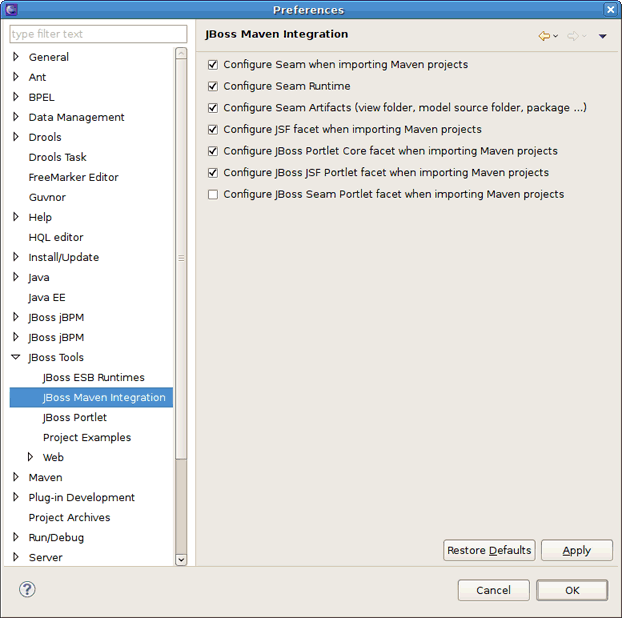 Preferences
type filter text
General
Ant
BPEL
Data Management
Drools
Drools Task
FreeMarker Editor
Guvnor
Help
HQL editor
Install/Update
Java
Java EE
JBoss jBPM
JBoss jBPM
JBoss Tools
JBoss ESB Runtimes
JBoss Maven Integration
JBoss Portlet
Project Examples
Web
Maven
Plug-in Development
Project Archives
Run/Debug
Server
JBoss Maven Integration
Configure Seam when importing Maven projects
Configure Seam Runtime
Configure Seam Artifacts (view folder, model source folder, package ...)
Configure JSF facet when importing Maven projects
Configure JBoss Portlet Core facet when importing Maven projects
Configure JBoss JSF Portlet facet when importing Maven projects
Configure JBoss Seam Portlet facet when importing Maven projects
Restore Defaults
Apply
?
Cancel
OK